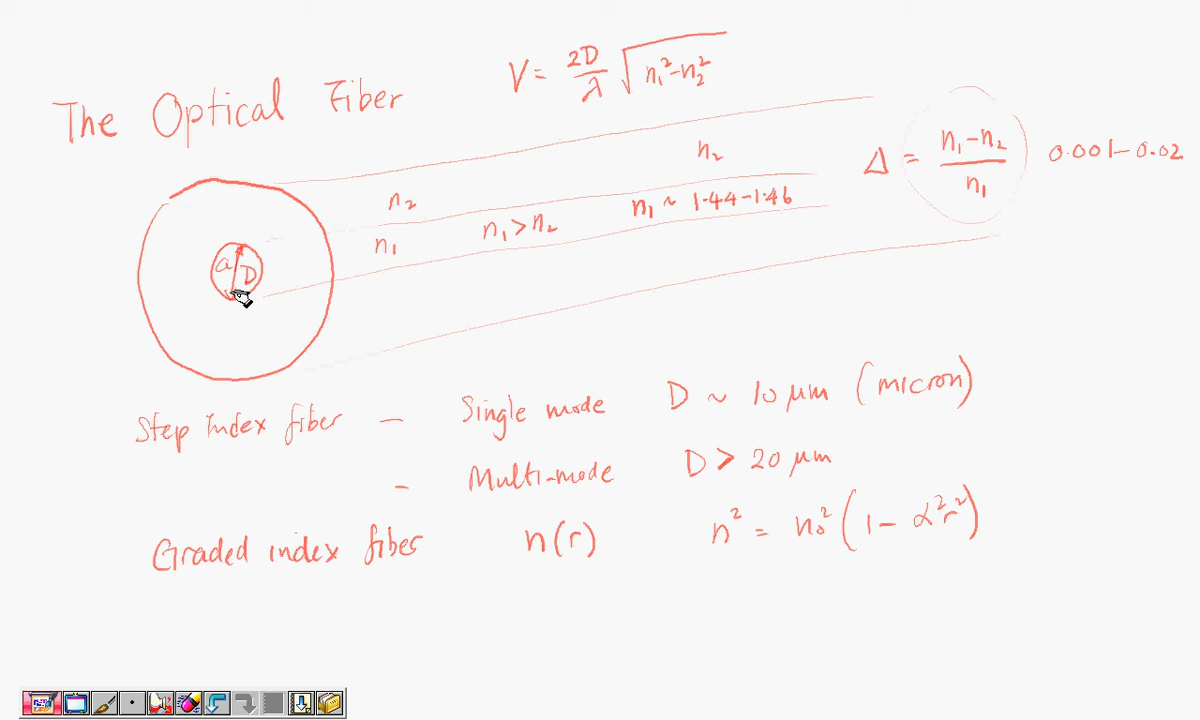 The Optical Fiber
V = 2D/λ √(n₁² − n₂²)
n₂
n₂
Δ = (n₁ − n₂)/n₁ 0.001 – 0.02
n₁
n₁ > n₂
n₁ ~ 1.44 – 1.46
a
D
Step Index fiber – Single mode D ~ 10 μm (micron)
– Multi-mode D > 20 μm
Graded index fiber n(r) n² = n₀² (1 − α²r²)